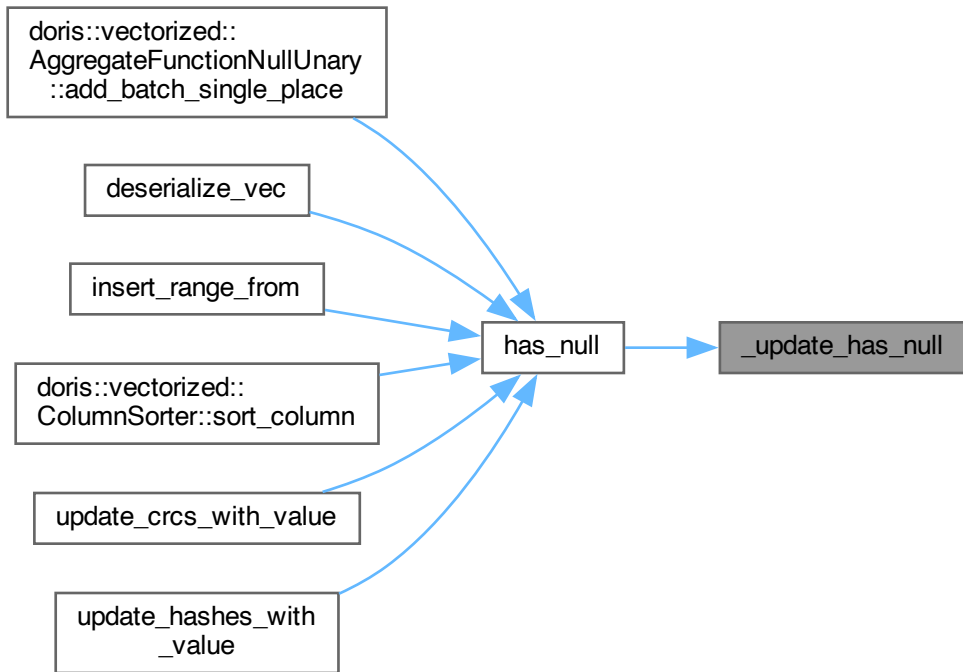 doris::vectorized::
AggregateFunctionNullUnary
::add_batch_single_place
deserialize_vec
insert_range_from
has_null
_update_has_null
doris::vectorized::
ColumnSorter::sort_column
update_crcs_with_value
update_hashes_with
_value